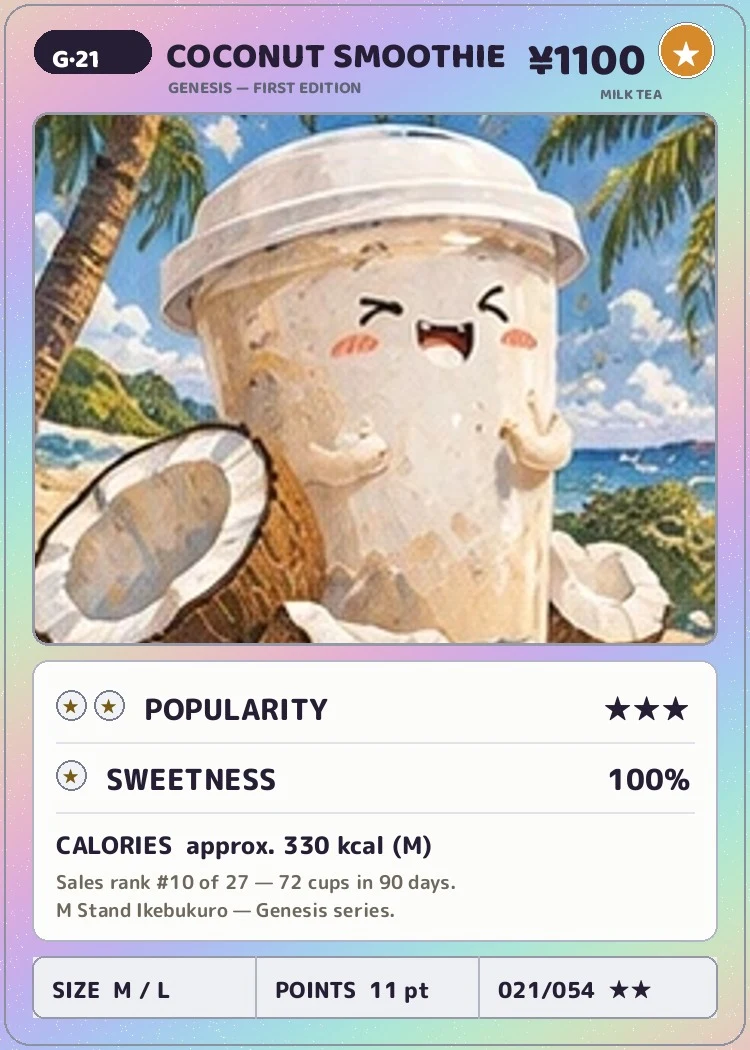 G·21
COCONUT SMOOTHIE
¥1100 ★
GENESIS — FIRST EDITION
MILK TEA
★ ★ POPULARITY ★★★
★ SWEETNESS 100%
CALORIES approx. 330 kcal (M)
Sales rank #10 of 27 — 72 cups in 90 days.
M Stand Ikebukuro — Genesis series.
SIZE M / L
POINTS 11 pt
021/054 ★★